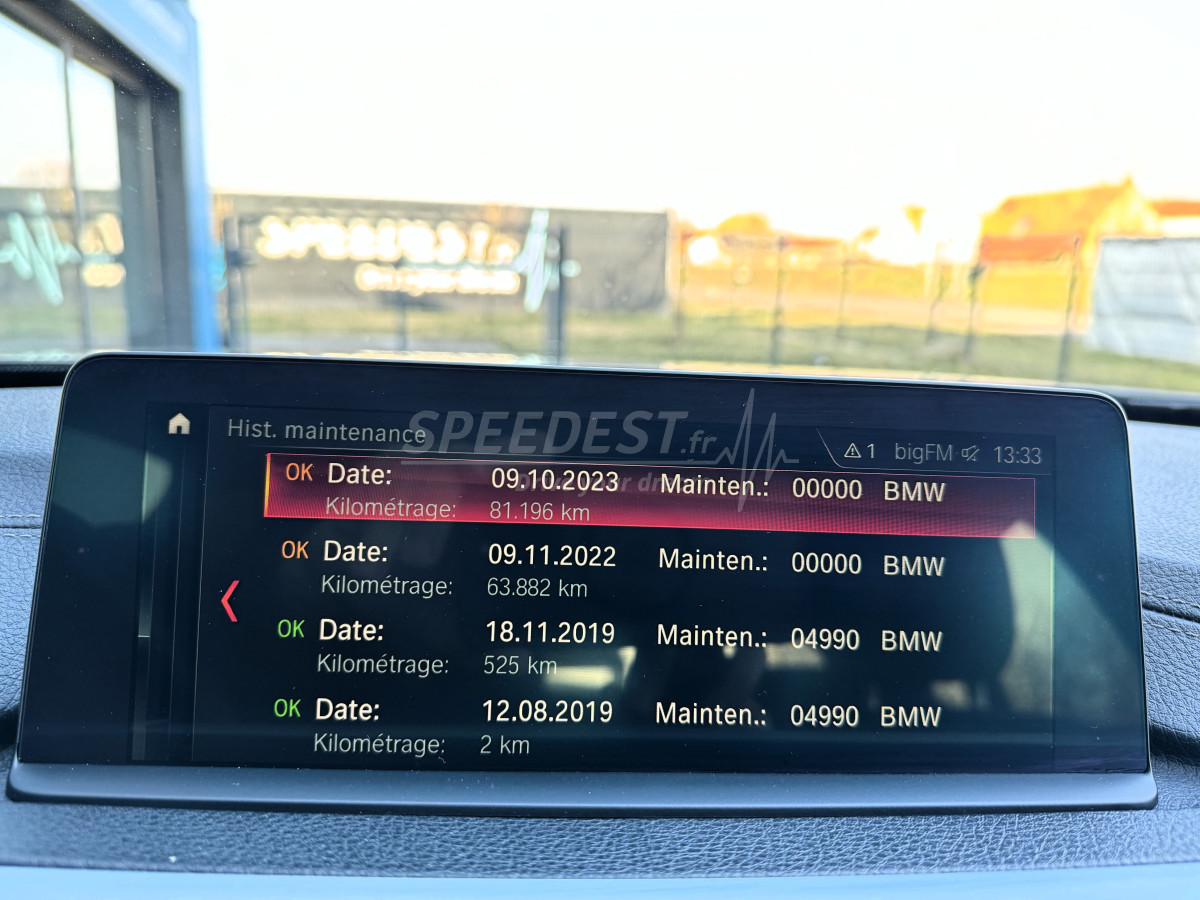 SPEEDEST.fr
Hist. maintenance
SPEEDEST.fr
1 bigFM 13:33
OK Date: 09.10.2023 Mainten.: 00000 BMW
Kilométrage: 81.196 km
OK Date: 09.11.2022 Mainten.: 00000 BMW
Kilométrage: 63.882 km
OK Date: 18.11.2019 Mainten.: 04990 BMW
Kilométrage: 525 km
OK Date: 12.08.2019 Mainten.: 04990 BMW
Kilométrage: 2 km